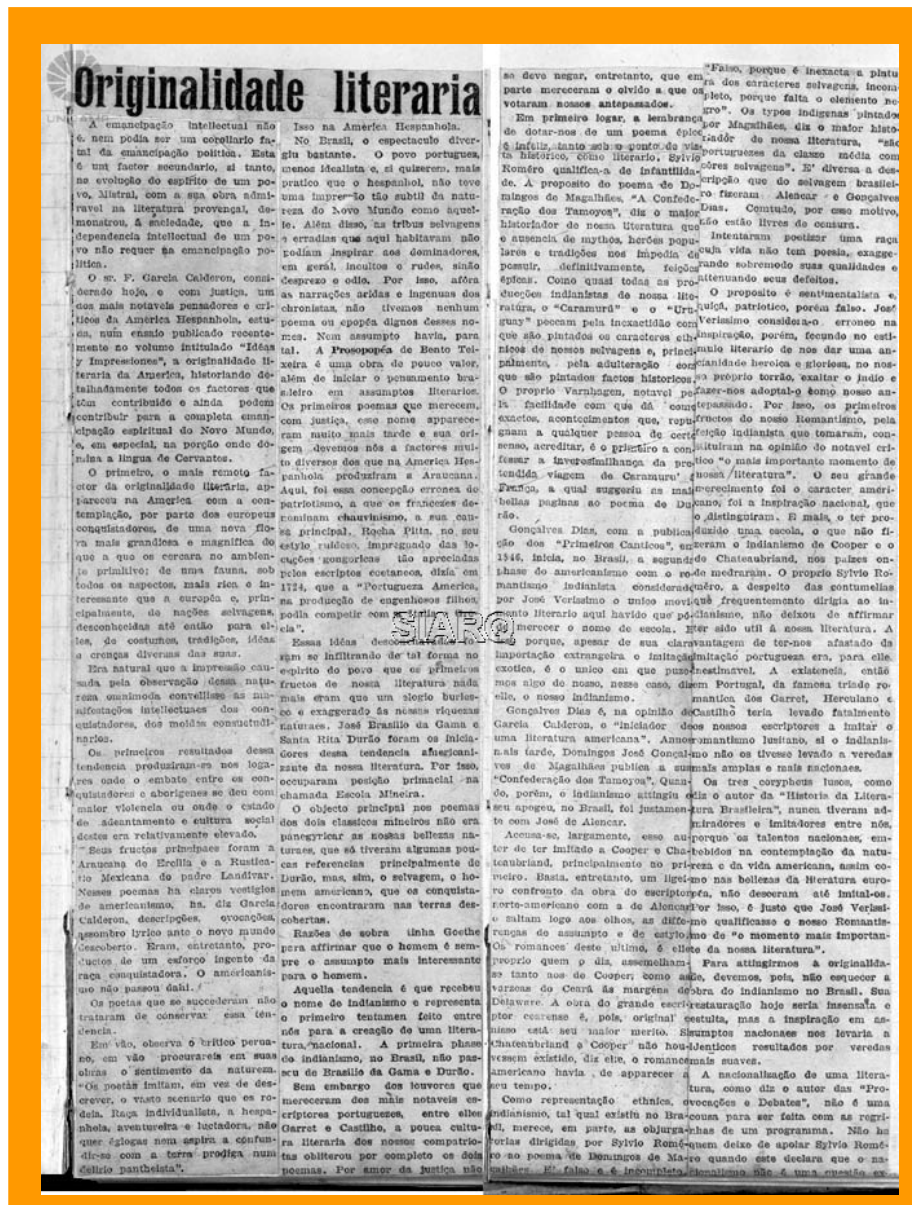 Originalidade literaria
A emancipação intellectual não
é, nem podia ser um corollario fa-
tal da emancipação politica. Esta
é um factor secundario, si tanto,
na evolução do espirito de um po-
vo. Mistral, com a sua obra admi-
ravel na literatura provençal, de-
monstrou, á saciedade, que a in-
dependencia intellectual de um po-
vo não requer na emancipação po-
litica.
O sr. F. Garcia Calderon, consi-
derado hoje, e com justiça, um
dos mais notaveis pensadores e cri-
ticos da America Hespanhola, estu-
da, num ensaio publicado recente-
mente no volume intitulado "Idéas
y Impressiones", a originalidade li-
teraria da America, historiando de-
talhadamente todos os factores que
têm contribuido e ainda podem
contribuir para a completa eman-
cipação espiritual do Novo Mundo,
e, em especial, na porção onde do-
mina a lingua de Cervantes.
O primeiro, o mais remoto fa-
ctor da originalidade literaria, ap-
pareceu na America com a con-
templação, por parte dos europeus
conquistadores, de uma nova flo-
ra mais grandiosa e magnifica do
que a que os cercara no ambien-
te primitivo; de uma fauna, sob
todos os aspectos, mais rica e in-
teressante que a européa e, prin-
cipalmente, de nações selvagens,
desconhecidas até então para el-
les, de costumes, tradições, idéas
e crenças diversas das suas.
Era natural que a impressão cau-
sada pela observação dessa natu-
reza convellisse as ma-
nifestações intellectuaes dos con-
quistadores, dos moldes consuetudi-
narios.
Os primeiros resultados dessa
tendencia produziram-se nos loga-
res onde o embate entre os con-
quistadores e aborigenes se deu com
maior violencia ou onde o estado
de adeantamento e cultura social
destes era relativamente elevado.
Seus fructos principaes foram a
Araucana de Ercilla e a Rustica-
tio Mexicana do padre Landivar.
Nesses poemas ha claros vestigios
de americanismo, ha, diz Garcia
Calderon, descripções, evocações,
assombro lyrico ante o novo mundo
descoberto. Eram, entretanto, pro-
ductos de um esforço ingente da
raça conquistadora. O americanis-
mo não passou dahi.
Os poetas que se succederam não
trataram de conservar essa ten-
dencia.
Em vão, observa o critico perua-
no, em vão procurareis em suas
obras o sentimento da natureza.
"Os poetas imitam, em vez de des-
crever, o vasto scenario que os ro-
deia. Raça individualista, a hespa-
nhola, aventureira e luctadora, não
quer églogas nem aspira a confun-
dir-se com a terra prodiga num
delirio pantheista".
Isso na America Hespanhola.
No Brasil, o espectaculo diver-
giu bastante. O povo portuguez,
menos idealista e, si quizerem, mais
pratico que o hespanhol, não teve
uma impressão tão subtil da natu-
reza do Novo Mundo como aquel-
le. Além disso, as tribus selvagens
e erradias que aqui habitavam não
podiam inspirar aos dominadores,
em geral, incultos e rudes, sinão
desprezo e odio. Por isso, afóra
as narrações aridas e ingenuas dos
chronistas, não tivemos nenhum
poema ou epopéa dignos desses no-
mes. Nem assumpto havia, para
tal. A Prosopopéa de Bento Tei-
xeira é uma obra de pouco valor,
além de iniciar o pensamento bra-
sileiro em assumptos literarios.
Os primeiros poemas que merecem,
com justiça, esse nome apparece-
ram muito mais tarde e sua ori-
gem devemos nós a factores mui-
to diversos dos que na America Hes-
panhola produziram a Araucana.
Aqui, foi essa concepção erronea do
patriotismo, a que os francezes de-
nominam chauvinismo, a sua cau-
sa principal. Rocha Pitta, no seu
estylo ruidoso, impregnado das lo-
cuções gongoricas tão apreciadas
pelos escriptos coetaneos, dizia em
1724, que a "Portugueza America,
na produção de engenhosos filhos,
podia competir com Italia e Gre-
cia".
Essas idéas fo-
ram se infiltrando de tal forma no
espirito do povo que os primeiros
fructos de nossa literatura nada
mais eram que um elogio burles-
co e exaggerado ás nossas riquezas
naturaes. José Brasilio da Gama e
Santa Rita Durão foram os inicia-
dores dessa tendencia americani-
zante da nossa literatura. Por isso,
occuparam posição primacial na
chamada Escola Mineira.
O objecto principal nos poemas
dos dois classicos mineiros não era
panegyricar as nossas bellezas na-
turaes, que só tiveram algumas pou-
cas referencias principalmente de
Durão, mas, sim, o selvagem, o ho-
mem americano, que os conquista-
dores encontraram nas terras des-
cobertas.
Razões de sobra tinha Goethe
para affirmar que o homem é sem-
pre o assumpto mais interessante
para o homem.
Aquella tendencia é que recebeu
o nome de indianismo e representa
o primeiro tentamen feito entre
nós para a creação de uma litera-
tura nacional. A primeira phase
do indianismo, no Brasil, não pas-
sou de Brasilio da Gama e Durão.
Sem embargo dos louvores que
mereceram dos mais notaveis es-
criptores portuguezes, entre elles
Garret e Castilho, a pouca cultu-
ra literaria dos nossos compatrio-
tas obliterou por completo os dois
poemas. Por amor da justiça não
se deve negar, entretanto, que em
parte mereceram o olvido a que os
votaram nossos antepassados.
Em primeiro logar, a lembrança
de dotar-nos de um poema épico
é infeliz, tanto sob o ponto de vis-
ta historico, como literario. Sylvio
Roméro qualifica-a de infantilida-
de. A proposito do poema de Do-
mingos de Magalhães, "A Confede-
ração dos Tamoyos", diz o maior
historiador de nossa literatura que
a ausencia de mythos, herões popu-
lares e tradições nos impedia de
possuir, definitivamente, feições
épicas. Como quasi todas as pro-
ducções indianistas de nossa lite-
ratura, o "Caramurú" e o "Uru-
guay" peccam pela inexactidão com
que são pintados os caracteres eth-
nicos de nossos selvagens e, princi-
palmente, pela adulteração com
que são pintados factos historicos.
O proprio Varnhagen, notavel pe-
la facilidade com que dá como
exactos, acontecimentos que, repu-
gnam a qualquer pessoa de certo
senso, acreditar, é o primeiro a con-
fessar a inverosimilhança da pre-
tendida viagem de Caramuru' á
França, a qual suggeriu as mais
bellas paginas ao poema de Du-
rão.
Gonçalves Dias, com a publica-
ção dos "Primeiros Canticos", em
1846, inicia, no Brasil, a segunda
phase do americanismo com o ro-
mantismo indianista considerado
por José Verissimo o unico movi-
mento literario aqui havido que pó-
de merecer o nome de escola. E
isso porque, apesar de sua clara
importação extrangeira e imitação
exotica, é o unico em que puze-
mos algo de nosso, nesse caso, diz
elle, o nosso indianismo.
Gonçalves Dias é, na opinião de
Garcia Calderon, o "iniciador de
uma literatura americana". Annos
mais tarde, Domingos José Gonçal-
ves de Magalhães publica a sua
"Confederação dos Tamoyos". Quan-
do, porém, o indianismo attingiu o
seu apogeu, no Brasil, foi justamen-
te com José de Alencar.
Accusa-se, largamente, esse au-
tor de ter imitado a Cooper e Cha-
teaubriand, principalmente no pri-
meiro. Basta, entretanto, um ligei-
ro confronto da obra do escriptor
norte-americano com a de Alencar
e saltam logo aos olhos, as diffe-
renças de assumpto e de estylo.
Os romances deste ultimo, é elle
proprio quem o diz, assemelham-
se tanto aos de Cooper, como as
varzeas do Ceará ás margens do
Delaware. A obra do grande escri-
ptor cearense é, pois, original e
nisso está seu maior merito. Si
Chateaubriand e Cooper não hou-
vessem existido, diz elle, o romance
americano havia de apparecer a
seu tempo.
Como representação ethnica, o
indianismo, tal qual existiu no Bra-
sil, merece, em parte, as objurga-
torias dirigidas por Sylvio Romé-
ro ao poema de Domingos de Ma-
galhães. E' falso e é incompleto.
"Falso, porque é inexacta a pintu-
ra dos caracteres selvagens, incom-
pleto, porque falta o elemento ne-
gro". Os typos indigenas pintados
por Magalhães, diz o maior histo-
riador de nossa literatura, "são
portuguezes da classe média com
côres selvagens". E' diversa a des-
cripção que do selvagem brasilei-
ro fizeram Alencar e Gonçalves
Dias. Comtudo, por esse motivo,
não estão livres de censura.
Intentaram poetizar uma raça
cuja vida não tem poesia, exagge-
rando sobremodo suas qualidades e
attenuando seus defeitos.
O proposito é sentimentalista e,
quiçá, patriotico, porém falso. José
Verissimo considera-o erroneo na
inspiração, porém, fecundo no esti-
mulo literario de nos dar uma an-
cianidade heroica e gloriosa, no nos-
so proprio torrão, exaltar o indio e
fazer-nos adoptal-o como nosso an-
tepassado. Por isso, os primeiros
fructos do nosso Romantismo, pela
feição indianista que tomaram, con-
stituiram na opinião do notavel cri-
tico "o mais importante momento de
nossa literatura". O seu grande
merecimento foi o caracter ameri-
cano, foi a inspiração nacional, que
o distinguiram. E mais, o ter pro-
duzido uma escola, o que não fi-
zeram o indianismo de Cooper e o
de Chateaubriand, nos paizes on-
de medraram. O proprio Sylvio Ro-
méro, a despeito das contumelias
que frequentemente dirigia ao in-
dianismo, não deixou de affirmar
ter sido util á nossa literatura. A
vantagem de ter-nos afastado da
imitação portugueza era, para elle
inestimavel. A existencia, então
em Portugal, da famosa triade ro-
mantica dos Garret, Herculano e
Castilho teria levado fatalmente
os nossos escriptores a imitar o
romantismo lusitano, si o indianis-
mo não os tivesse levado a veredas
mais amplas e mais nacionaes.
Os tres corypheus lusos, como
diz o autor da "Historia da Litera-
tura Brasileira", nunca tiveram ad-
miradores e imitadores entre nós,
porque os talentos nacionaes, em-
bebidos na contemplação da natu-
reza e da vida americana, assim co-
mo nas bellezas da literatura euro-
péa, não desceram até imital-os.
Por isso, é justo que José Verissi-
mo qualificasse o nosso Romantis-
mo de "o momento mais importan-
te da nossa literatura".
Para attingirmos a originalida-
de, devemos, pois, não esquecer a
obra do indianismo no Brasil. Sua
restauração hoje seria insensata e
estulta, mas a inspiração em as-
sumptos nacionaes nos levaria a
identicos resultados por veredas
mais suaves.
A nacionalização de uma litera-
tura, como diz o autor das "Pro-
vocações e Debates", não é uma
cousa para ser feita com as regri-
nhas de um programma. Não ha
quem deixe de apoiar Sylvio Romé-
ro quando este declara que o na-
cionalismo não é uma questão ex-
SIARQ